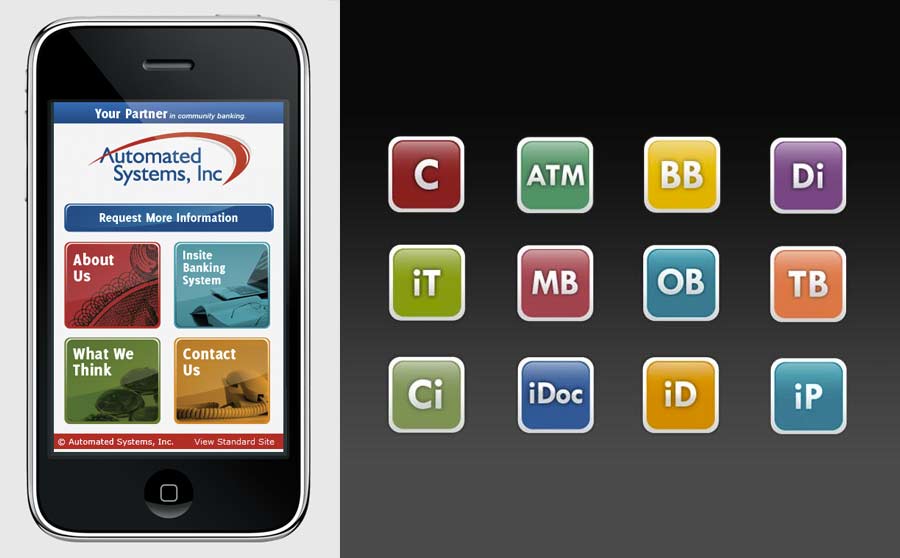 Your Partner in community banking.
Automated
Systems, Inc
Request More Information
About
Us
Insite
Banking
System
What We
Think
Contact
Us
© Automated Systems, Inc. View Standard Site
C ATM BB Di
iT MB OB TB
Ci iDoc iD iP